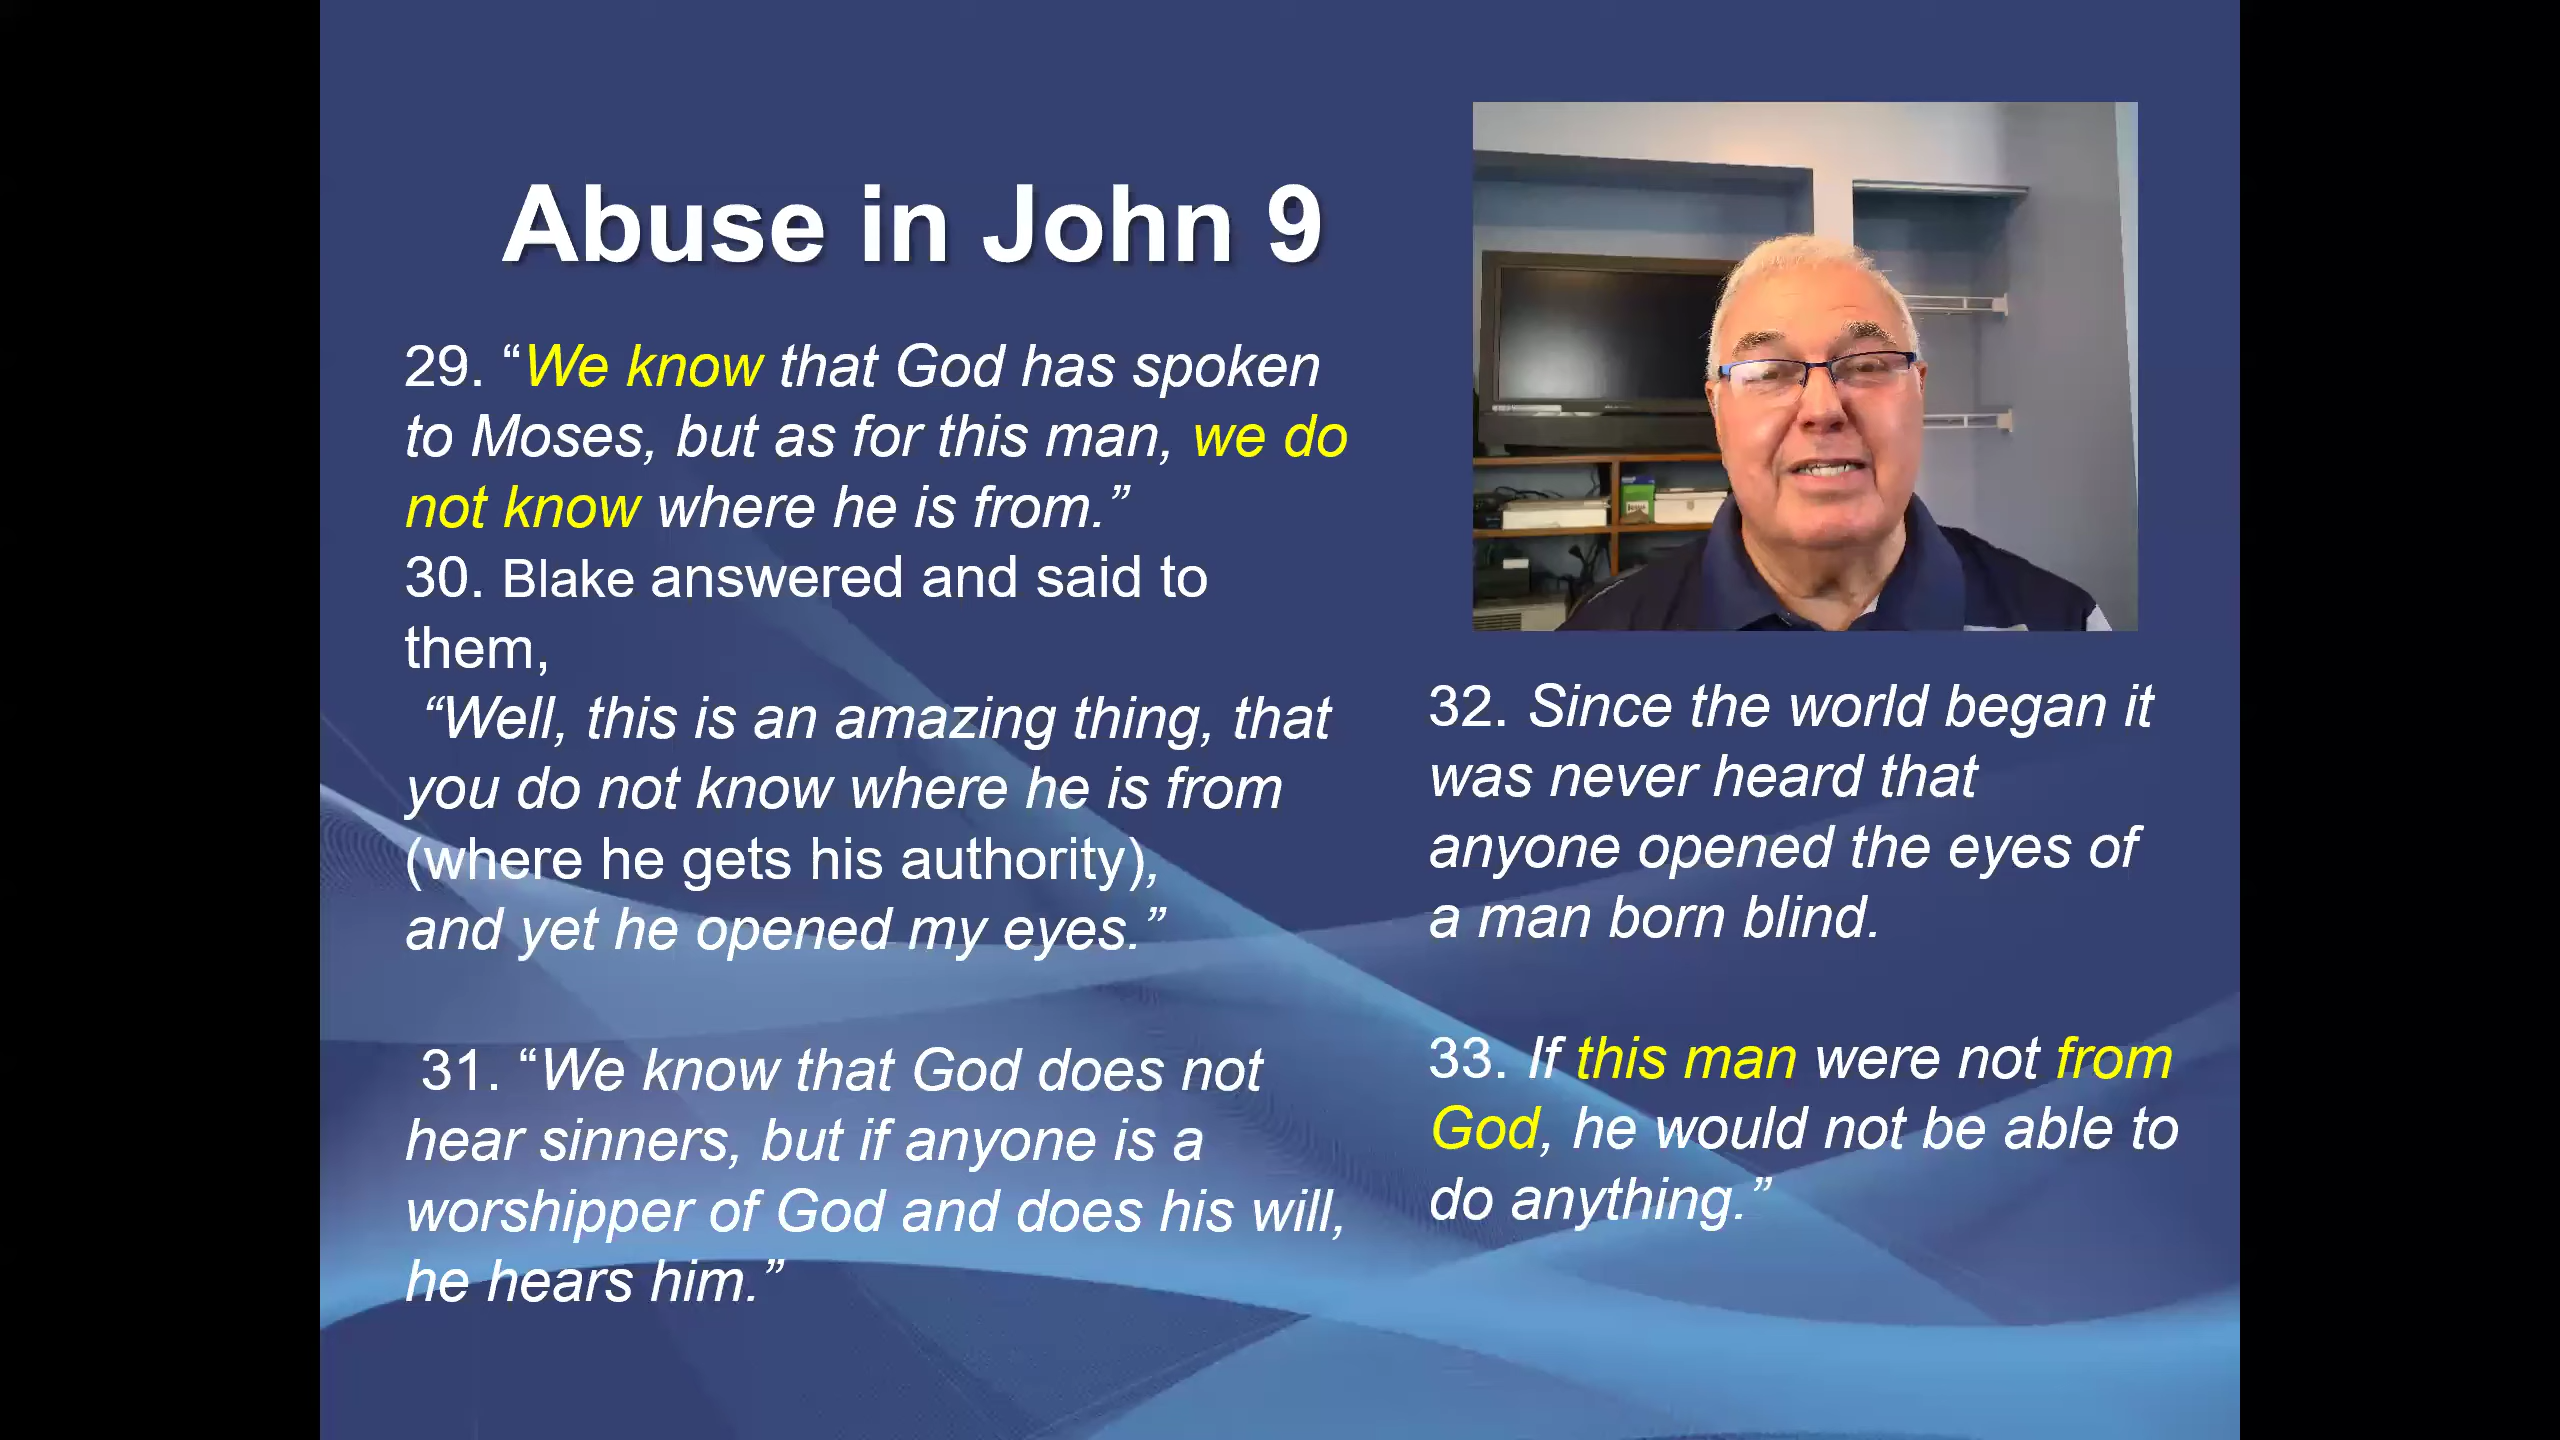 Abuse in John 9
29. “We know that God has spoken
to Moses, but as for this man, we do
not know where he is from.”
30. Blake answered and said to
them,
“Well, this is an amazing thing, that
you do not know where he is from
(where he gets his authority),
and yet he opened my eyes.”
31. “We know that God does not
hear sinners, but if anyone is a
worshipper of God and does his will,
he hears him.”
32. Since the world began it
was never heard that
anyone opened the eyes of
a man born blind.
33. If this man were not from
God, he would not be able to
do anything.”